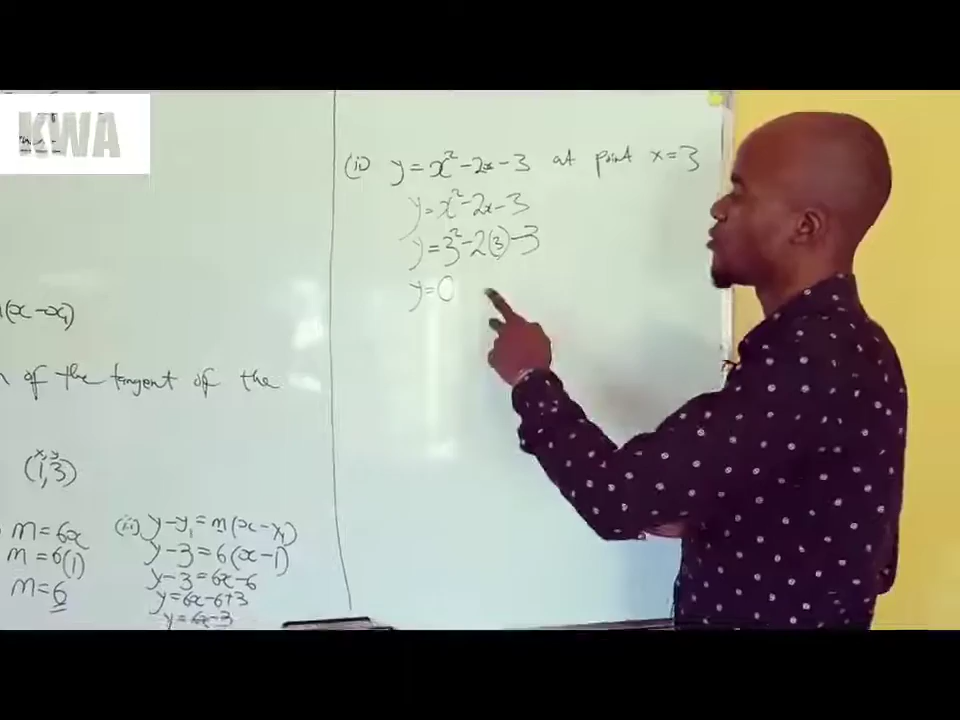 KWA
(x-x₁)
of the tangent of the
x, y
(1,3)
m=6x
m=6(1)
m=6
(iii) y-y₁=m(x-x₁)
y-3=6(x-1)
y-3=6x-6
y=6x-6+3
y=6x-3
(ii) y=x²-2x-3 at point x=3
y=x²-2x-3
y=3²-2(3)-3
y=0